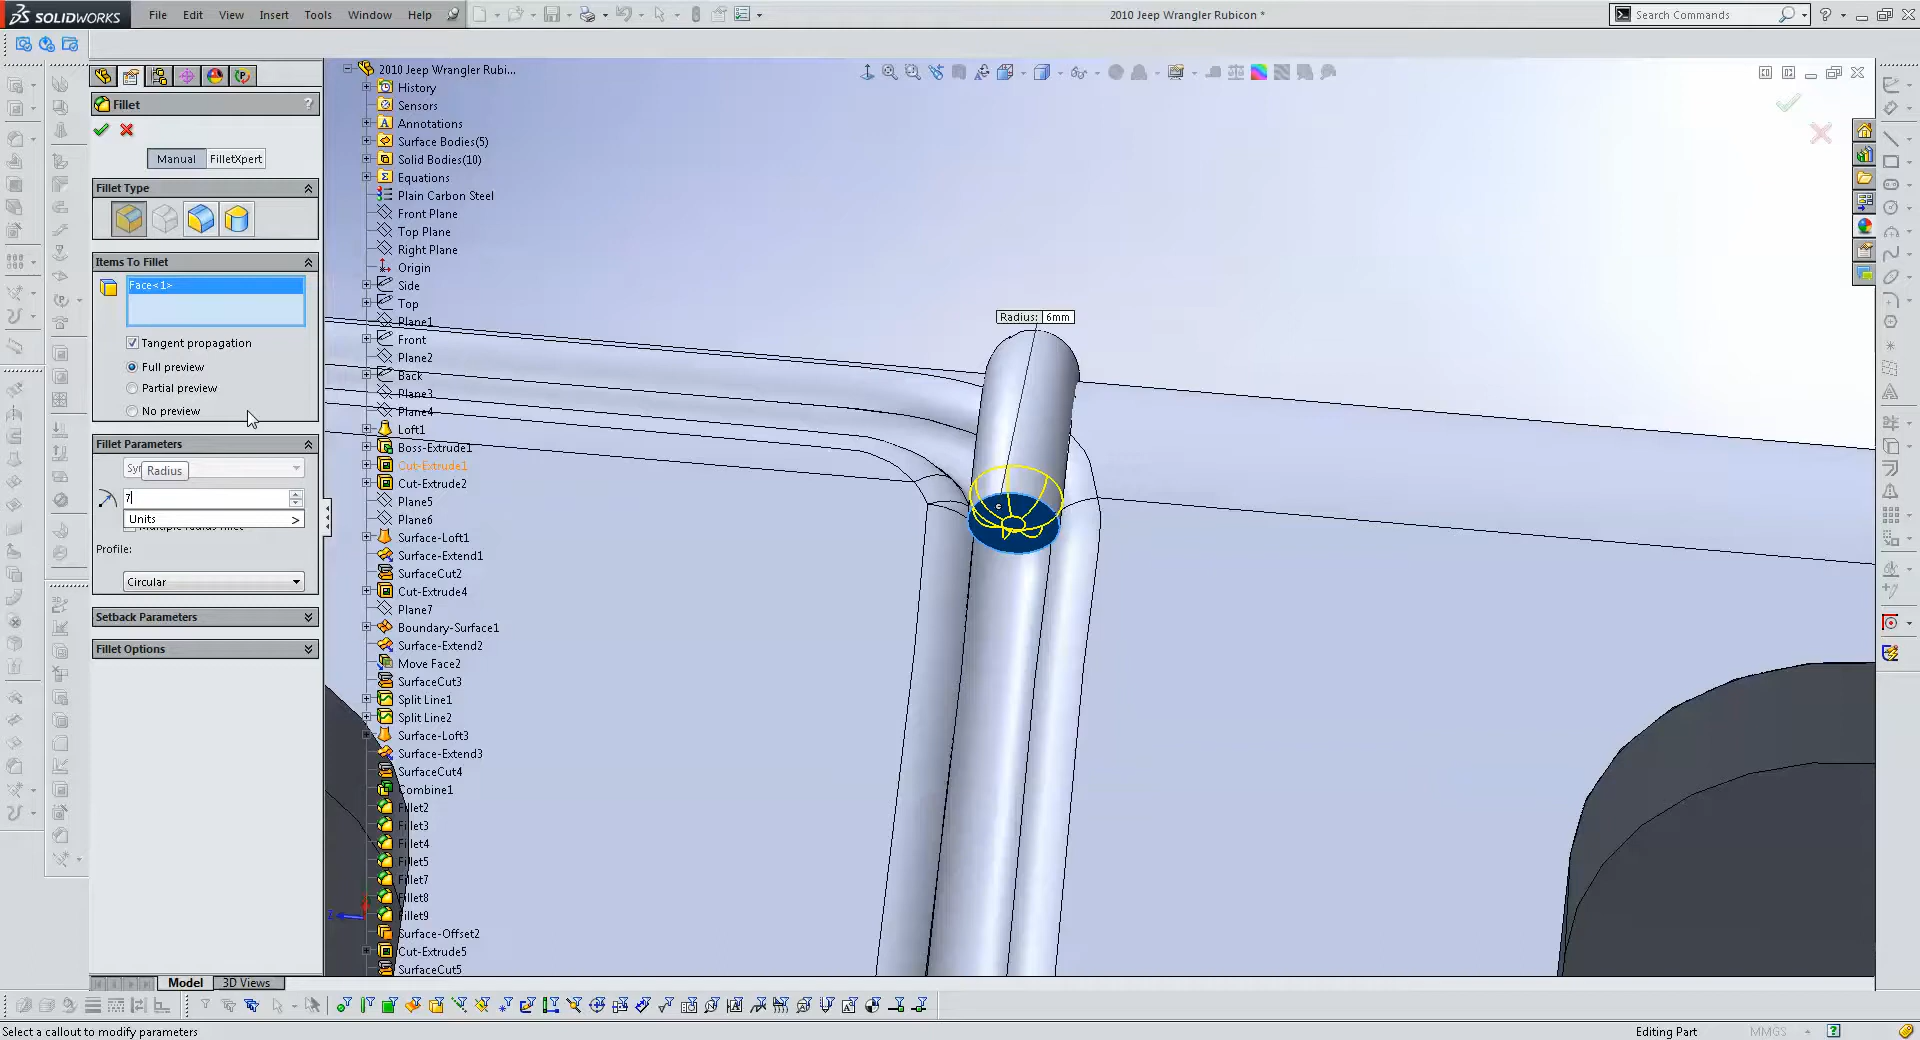 SOLIDWORKS File Edit View Insert Tools Window Help 2010 Jeep Wrangler Rubicon * Search Commands
Fillet ?
Manual FilletXpert
Fillet Type
Items To Fillet
Face<1>
Tangent propagation
Full preview
Partial preview
No preview
Fillet Parameters
Radius
7
Units >
Profile:
Circular
Setback Parameters
Fillet Options
2010 Jeep Wrangler Rubi...
History
Sensors
Annotations
Surface Bodies(5)
Solid Bodies(10)
Equations
Plain Carbon Steel
Front Plane
Top Plane
Right Plane
Origin
Side
Top
Plane1
Front
Plane2
Back
Plane3
Plane4
Loft1
Boss-Extrude1
Cut-Extrude1
Cut-Extrude2
Plane5
Plane6
Surface-Loft1
Surface-Extend1
SurfaceCut2
Cut-Extrude4
Plane7
Boundary-Surface1
Surface-Extend2
Move Face2
SurfaceCut3
Split Line1
Split Line2
Surface-Loft3
Surface-Extend3
SurfaceCut4
Combine1
Fillet2
Fillet3
Fillet4
Fillet5
Fillet7
Fillet8
Fillet9
Surface-Offset2
Cut-Extrude5
SurfaceCut5
Radius: 6mm
Z
Model 3D Views
Select a callout to modify parameters Editing Part MMGS